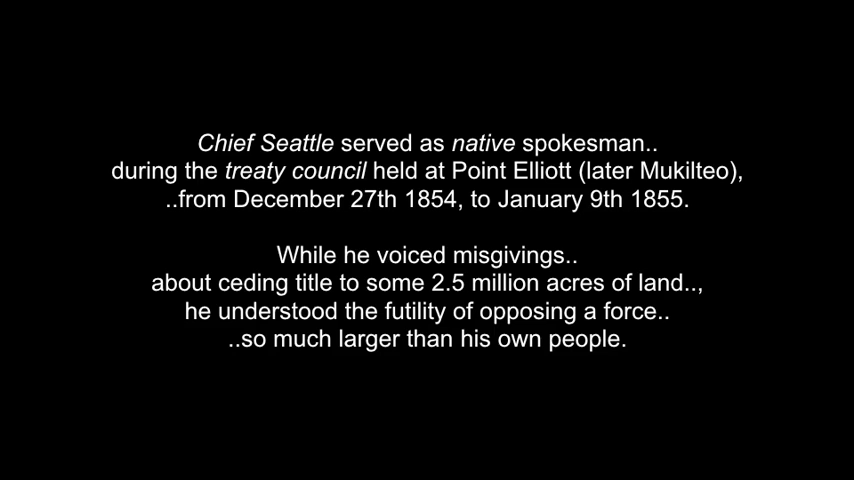 Chief Seattle served as native spokesman..
during the treaty council held at Point Elliott (later Mukilteo),
..from December 27th 1854, to January 9th 1855.
While he voiced misgivings..
about ceding title to some 2.5 million acres of land..,
he understood the futility of opposing a force..
..so much larger than his own people.